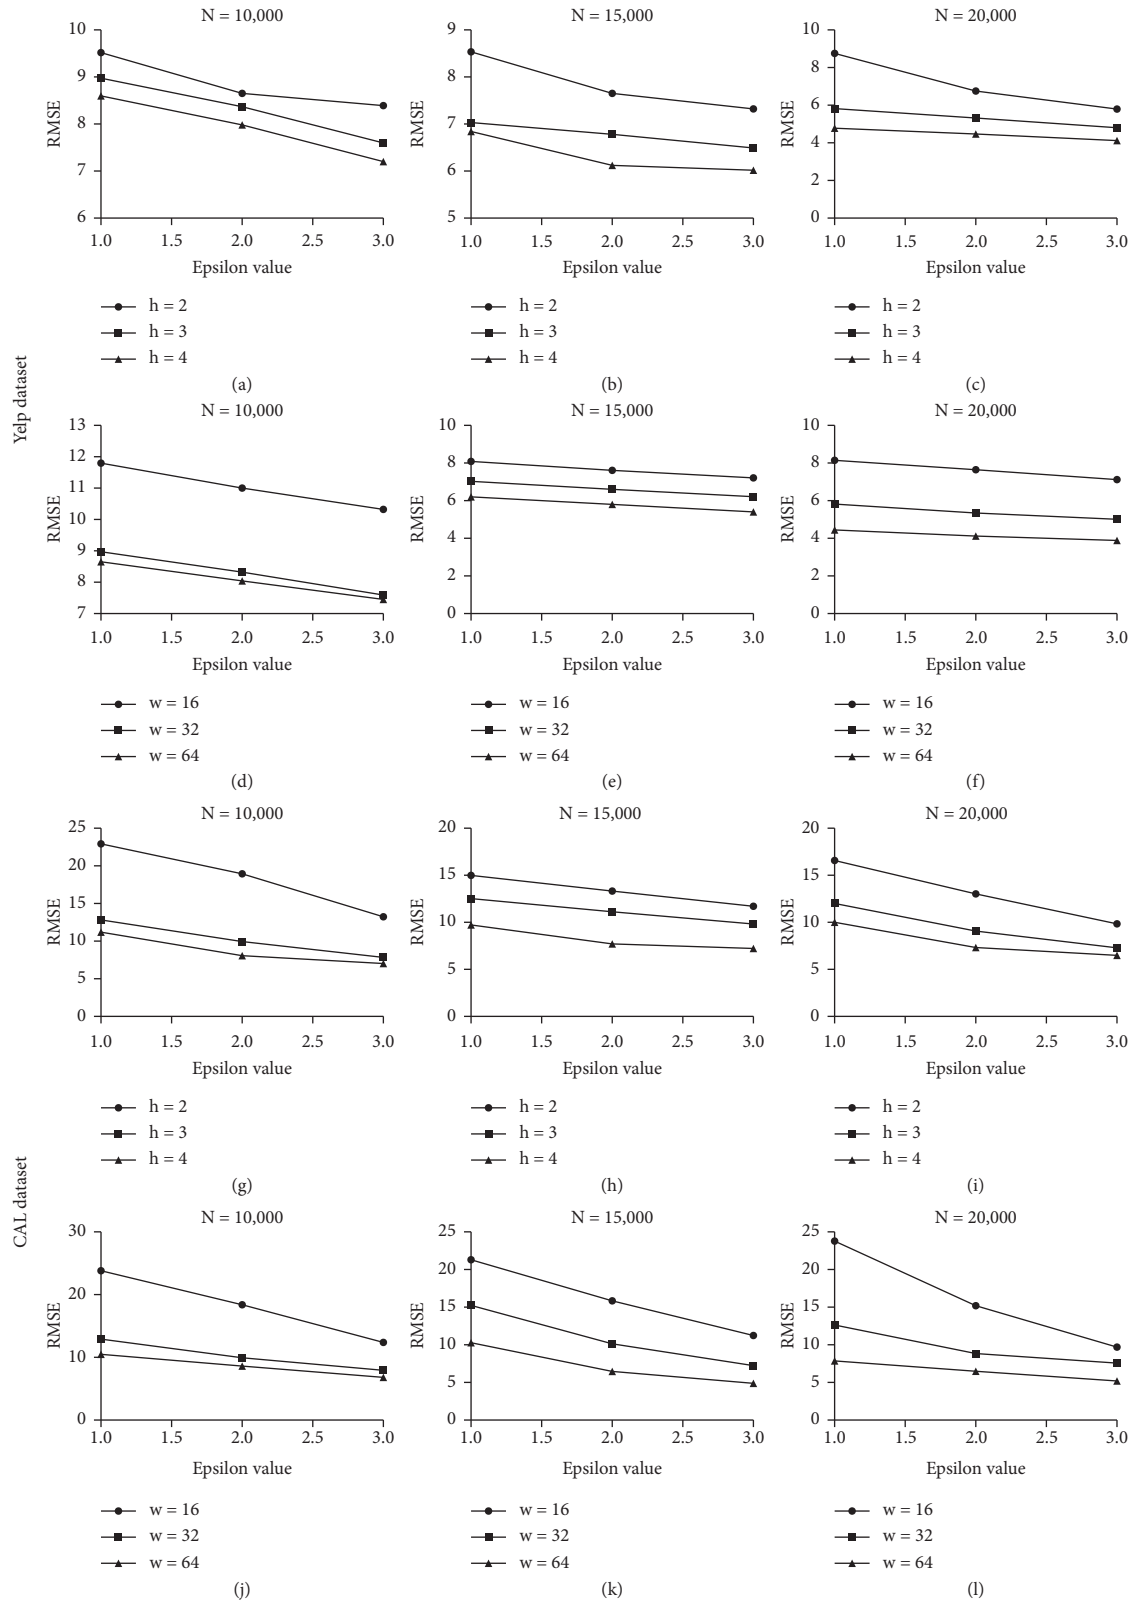 Yelp dataset
N = 10,000
10
9
8
7
6
RMSE
1.0 1.5 2.0 2.5 3.0
Epsilon value
h = 2
h = 3
h = 4
(a)
N = 15,000
9
8
7
6
5
RMSE
1.0 1.5 2.0 2.5 3.0
Epsilon value
h = 2
h = 3
h = 4
(b)
N = 20,000
10
8
6
4
2
0
RMSE
1.0 1.5 2.0 2.5 3.0
Epsilon value
h = 2
h = 3
h = 4
(c)
N = 10,000
13
12
11
10
9
8
7
RMSE
1.0 1.5 2.0 2.5 3.0
Epsilon value
w = 16
w = 32
w = 64
(d)
N = 15,000
10
8
6
4
2
0
RMSE
1.0 1.5 2.0 2.5 3.0
Epsilon value
w = 16
w = 32
w = 64
(e)
N = 20,000
10
8
6
4
2
0
RMSE
1.0 1.5 2.0 2.5 3.0
Epsilon value
w = 16
w = 32
w = 64
(f)
CAL dataset
N = 10,000
25
20
15
10
5
0
RMSE
1.0 1.5 2.0 2.5 3.0
Epsilon value
h = 2
h = 3
h = 4
(g)
N = 15,000
20
15
10
5
0
RMSE
1.0 1.5 2.0 2.5 3.0
Epsilon value
h = 2
h = 3
h = 4
(h)
N = 20,000
20
15
10
5
0
RMSE
1.0 1.5 2.0 2.5 3.0
Epsilon value
h = 2
h = 3
h = 4
(i)
N = 10,000
30
20
10
0
RMSE
1.0 1.5 2.0 2.5 3.0
Epsilon value
w = 16
w = 32
w = 64
(j)
N = 15,000
25
20
15
10
5
0
RMSE
1.0 1.5 2.0 2.5 3.0
Epsilon value
w = 16
w = 32
w = 64
(k)
N = 20,000
25
20
15
10
5
0
RMSE
1.0 1.5 2.0 2.5 3.0
Epsilon value
w = 16
w = 32
w = 64
(l)